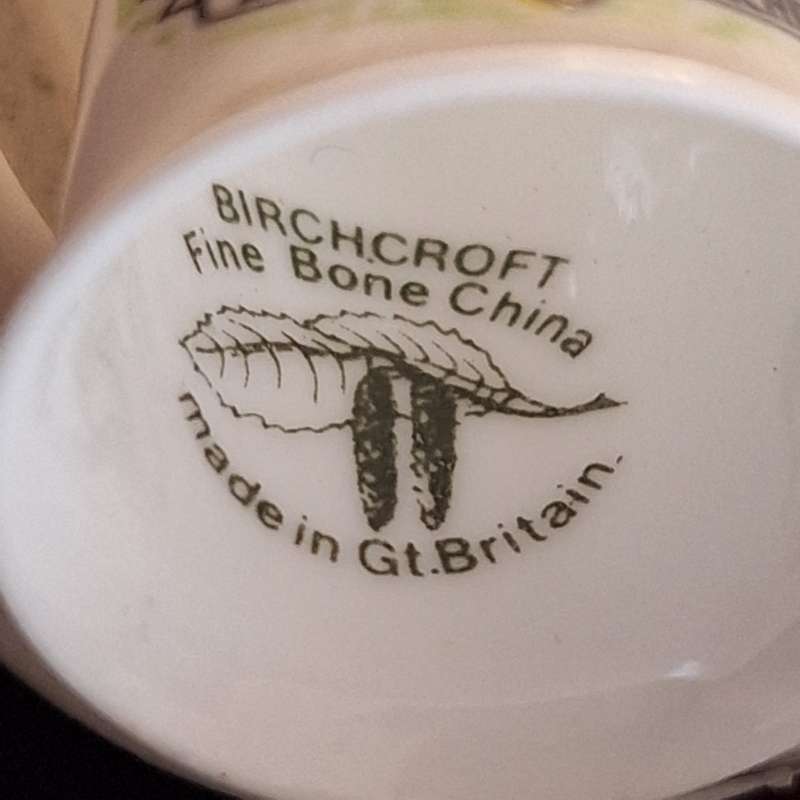 BIRCHCROFT
Fine Bone China
made in Gt.Britain.